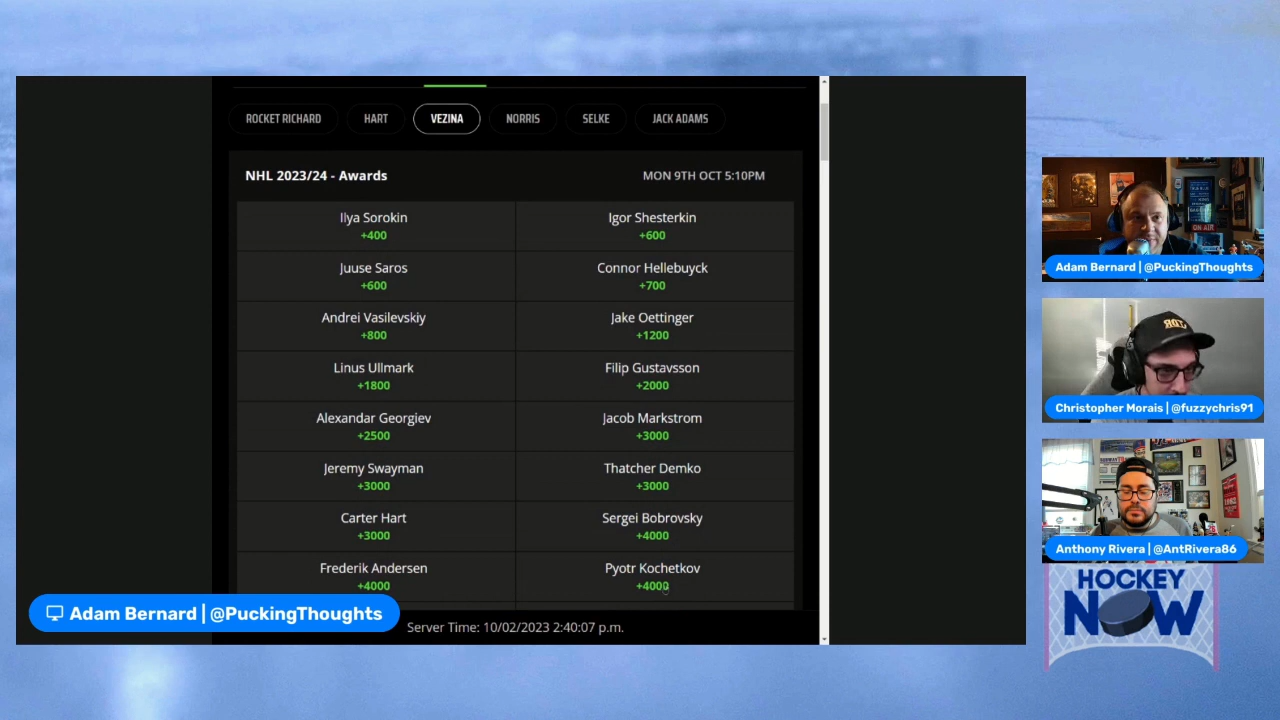 ROCKET RICHARD
HART
VEZINA
NORRIS
SELKE
JACK ADAMS
NHL 2023/24 - Awards
MON 9TH OCT 5:10PM
Ilya Sorokin
+400
Igor Shesterkin
+600
Juuse Saros
+600
Connor Hellebuyck
+700
Andrei Vasilevskiy
+800
Jake Oettinger
+1200
Linus Ullmark
+1800
Filip Gustavsson
+2000
Alexandar Georgiev
+2500
Jacob Markstrom
+3000
Jeremy Swayman
+3000
Thatcher Demko
+3000
Carter Hart
+3000
Sergei Bobrovsky
+4000
Frederik Andersen
+4000
Pyotr Kochetkov
+4000
Adam Bernard | @PuckingThoughts
Server Time: 10/02/2023 2:40:07 p.m.
ON AIR
Adam Bernard | @PuckingThoughts
Christopher Morais | @fuzzychris91
Anthony Rivera | @AntRivera86
HOCKEY
NOW